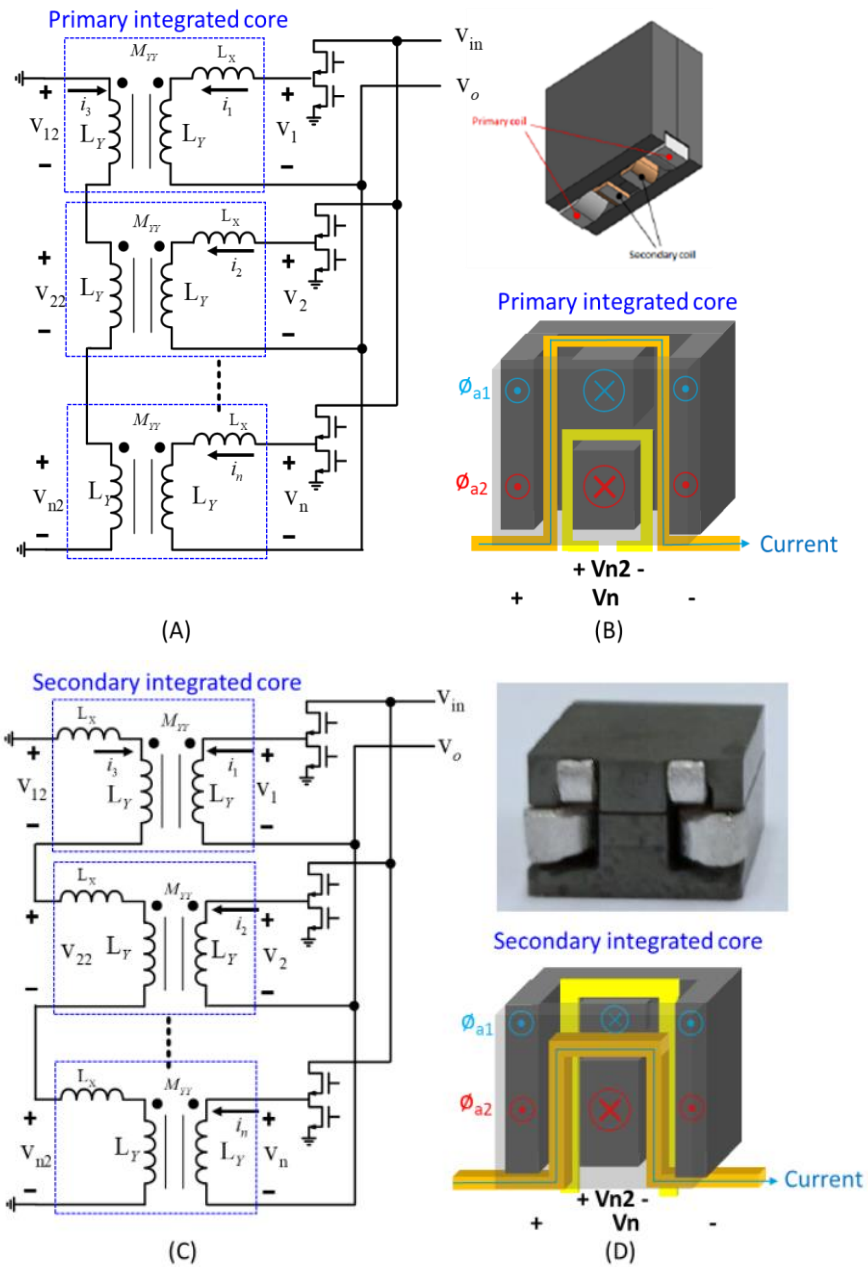 Primary integrated core
M_YY
L_X
V_in
V_o
i_3
i_1
+
+
V_12
L_Y
L_Y
V_1
−
−
M_YY
L_X
+
+
i_2
V_22
L_Y
L_Y
V_2
−
−
M_YY
L_X
+
+
i_n
V_n2
L_Y
L_Y
V_n
−
−
(A)
Primary coil
Secondary coil
Primary integrated core
Ø_a1
Ø_a2
Current
+ Vn2 -
+ Vn -
(B)
Secondary integrated core
L_X
M_YY
V_in
V_o
+
i_3
i_1
+
V_12
L_Y
L_Y
V_1
−
−
L_X
M_YY
+
+
i_2
V_22
L_Y
L_Y
V_2
−
−
L_X
M_YY
+
+
i_n
V_n2
L_Y
L_Y
V_n
−
−
(C)
Secondary integrated core
Ø_a1
Ø_a2
Current
+ Vn2 -
+ Vn -
(D)